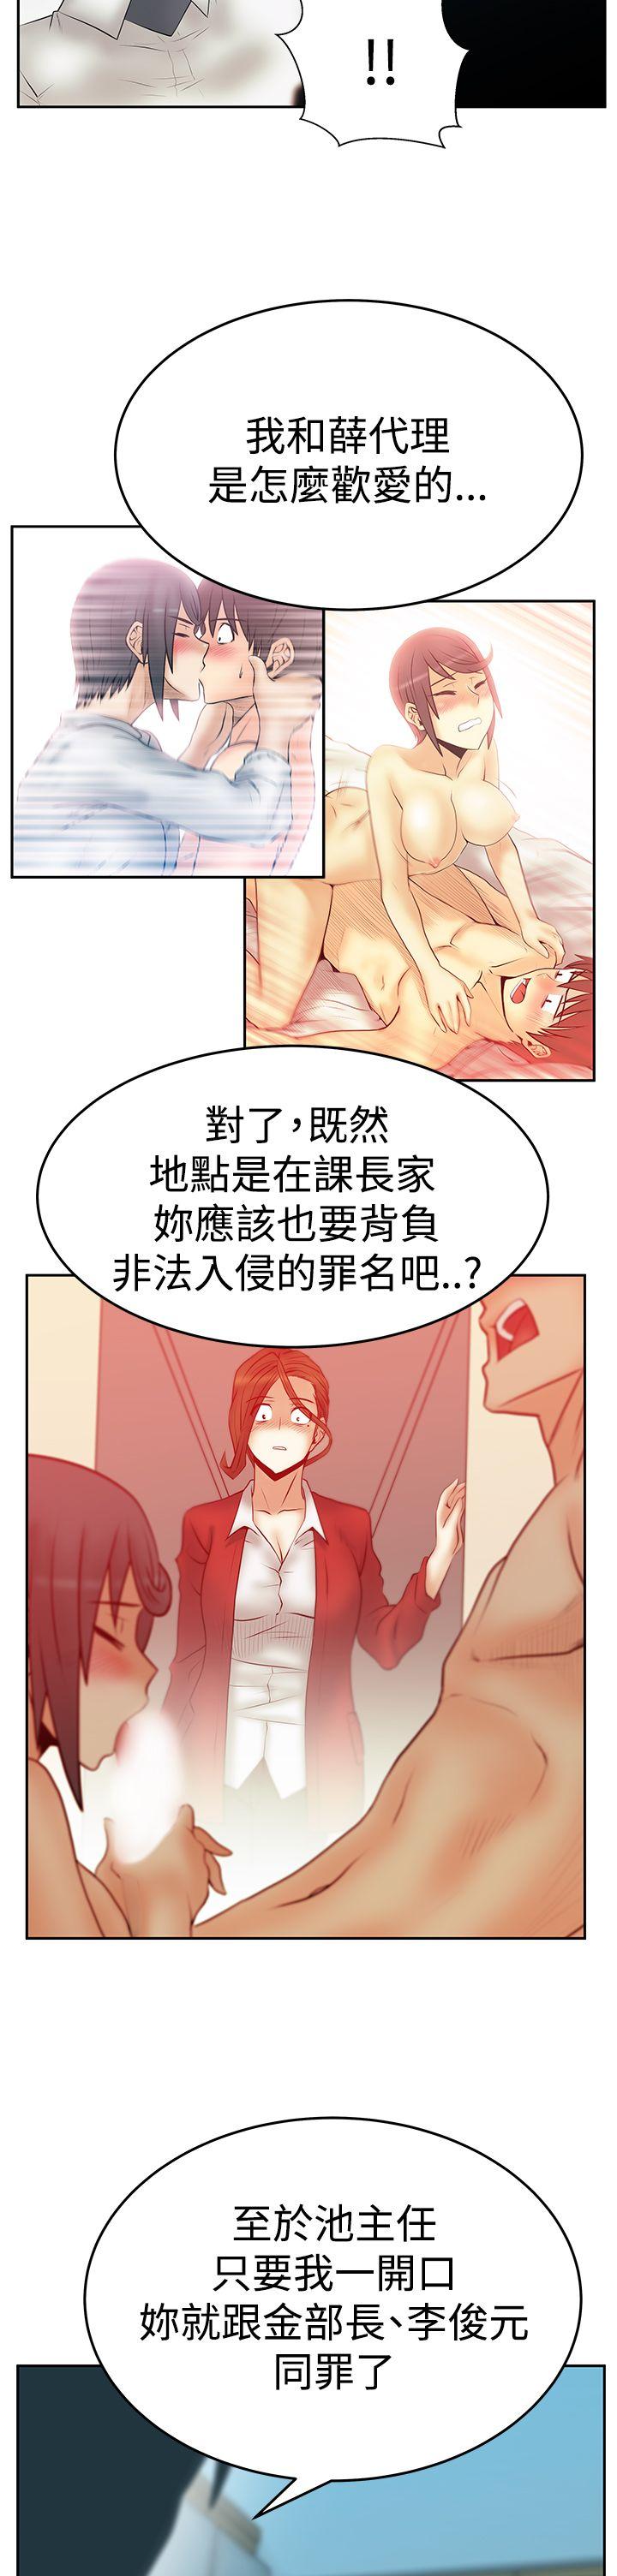 !!
我和薛代理
是怎麼歡愛的...
對了,既然
地點是在課長家
妳應該也要背負
非法入侵的罪名吧..?
至於池主任
只要我一開口
妳就跟金部長、李俊元
同罪了